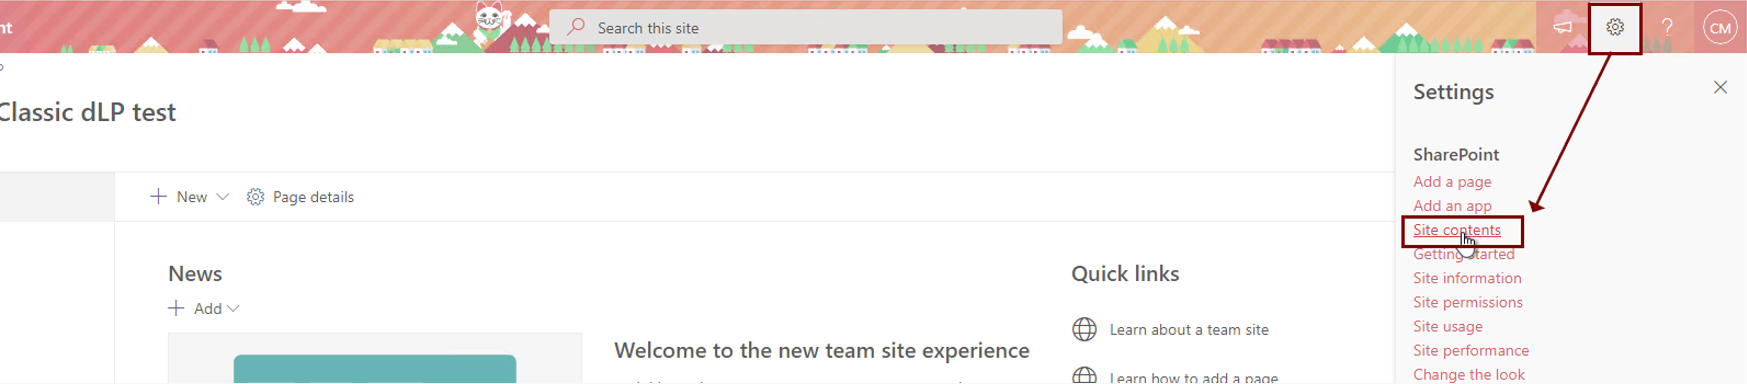 nt
Search this site
?
CM
Classic dLP test
Settings
SharePoint
Add a page
Add an app
Site contents
Getting started
Site information
Site permissions
Site usage
Site performance
Change the look
New
Page details
News
Add
Welcome to the new team site experience
Quick links
Learn about a team site
Learn how to add a page